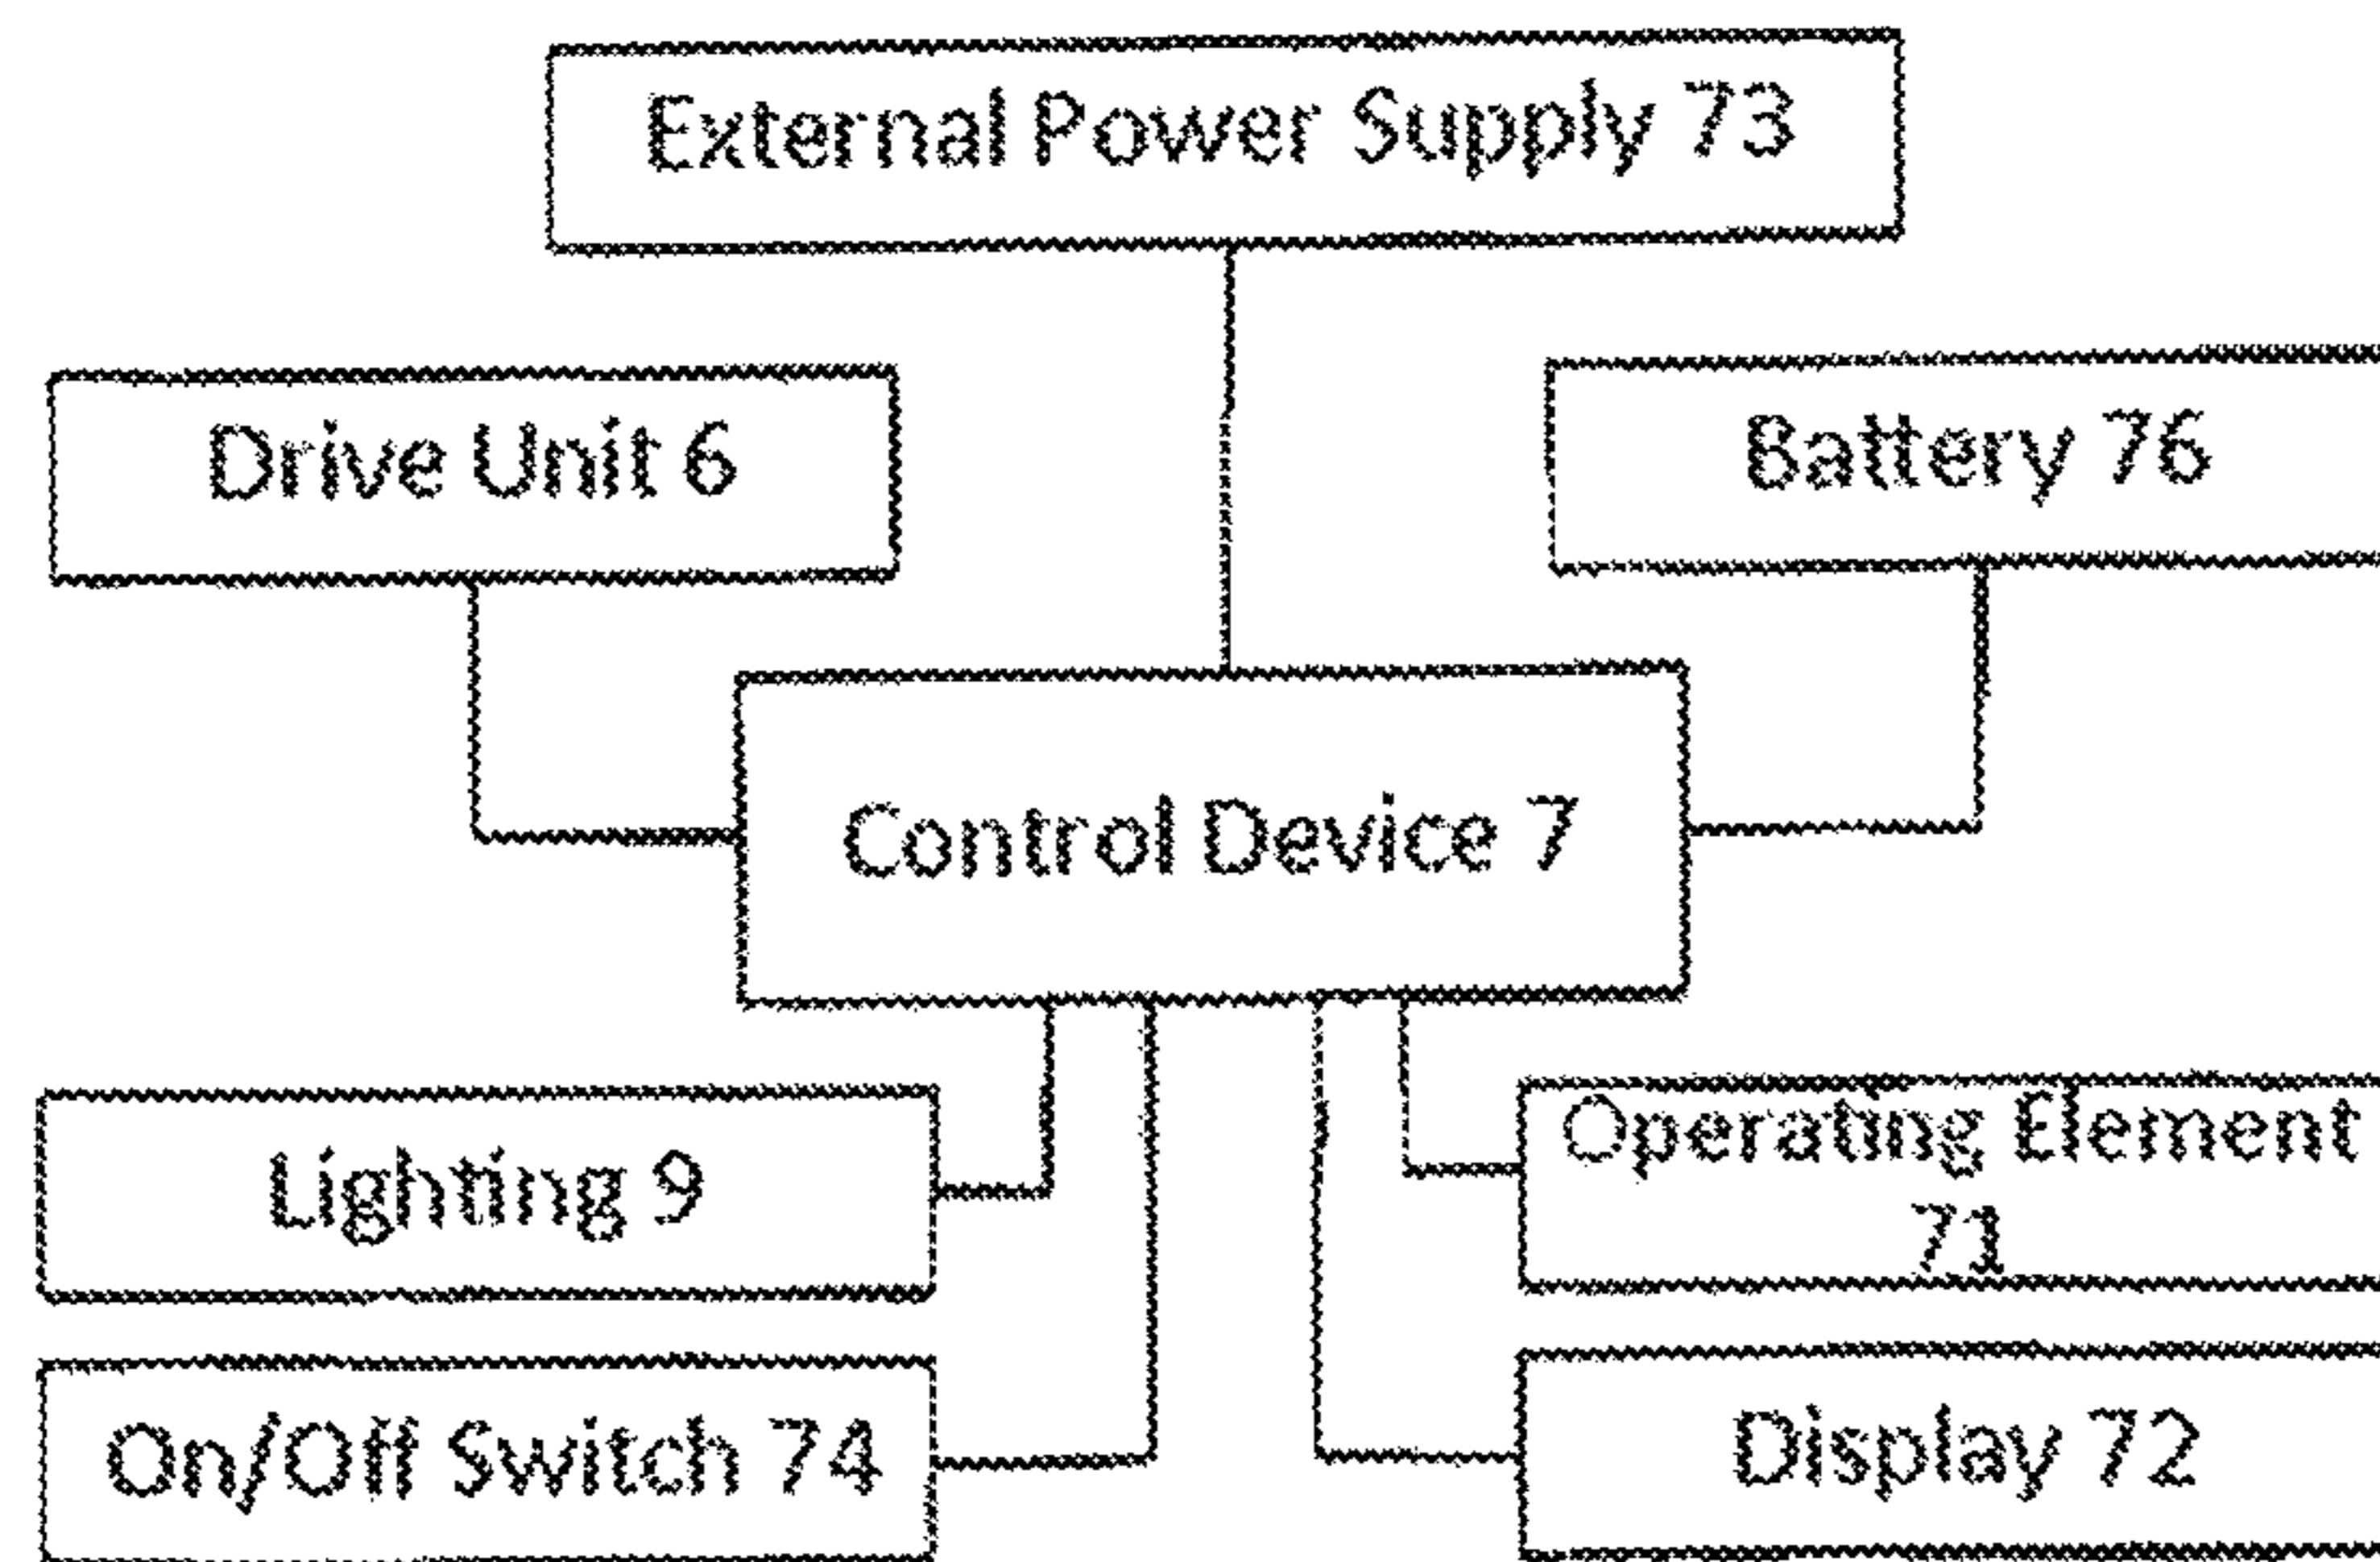 External Power Supply 73
Drive Unit 6
Battery 76
Control Device 7
Lighting 9
Operating Element
71
On/Off Switch 74
Display 72